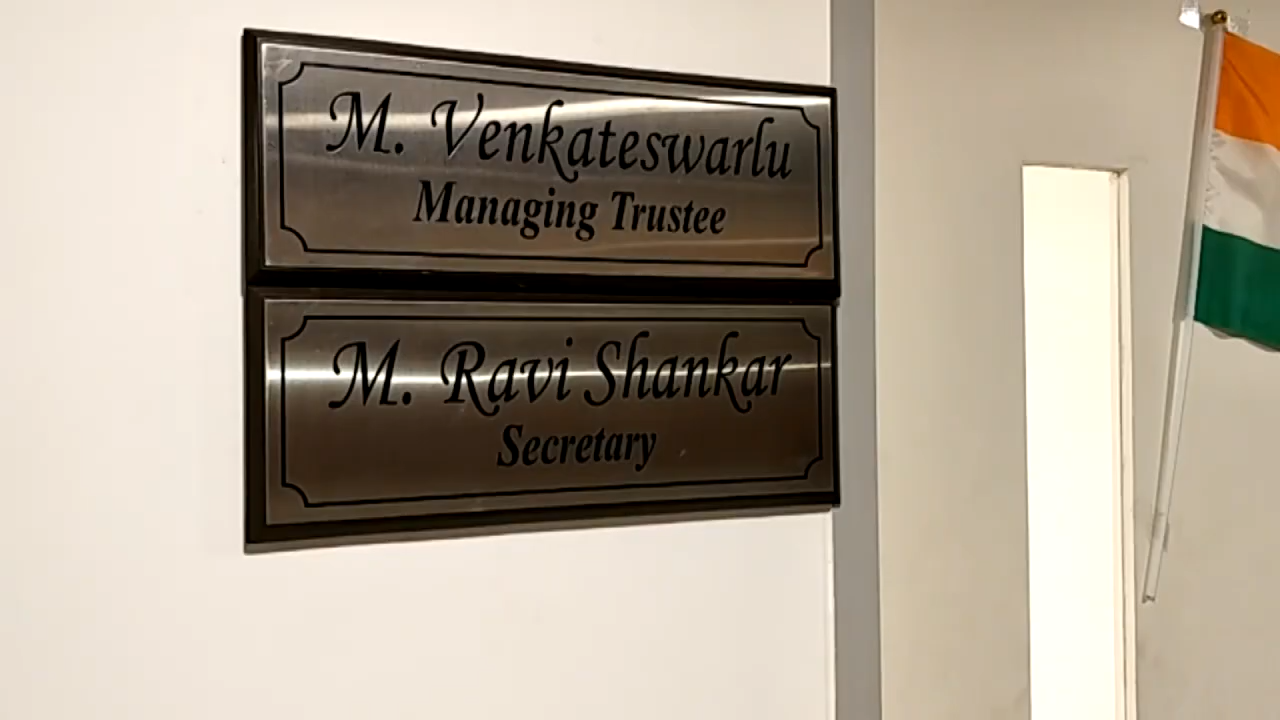 M. Venkateswarlu
Managing Trustee
M. Ravi Shankar
Secretary